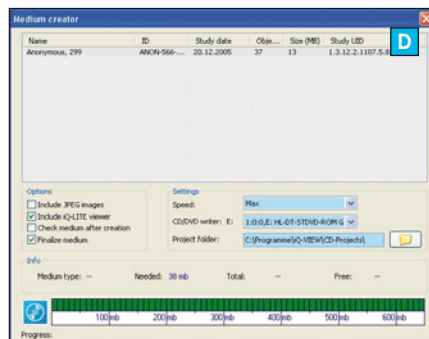 Medium creator
D
Name ID Study date Obje... Size (MB) Study UID
Anonymous, 299 ANON-566-... 20.12.2005 37 13 1.3.12.2.1107.5.8
Options
Include JPEG images
Include iQ-LITE viewer
Check medium after creation
Finalize medium
Settings
Speed: Max
CD/DVD writer: E: 1:0:0,E: HL-DT-STDVD-ROM G
Project folder: C:\Programme\iQ-VIEW\CD-Projects\
Info
Medium type: -- Needed: 38 mb Total: -- Free: --
100mb 200mb 300mb 400mb 500mb 600mb
Progress: